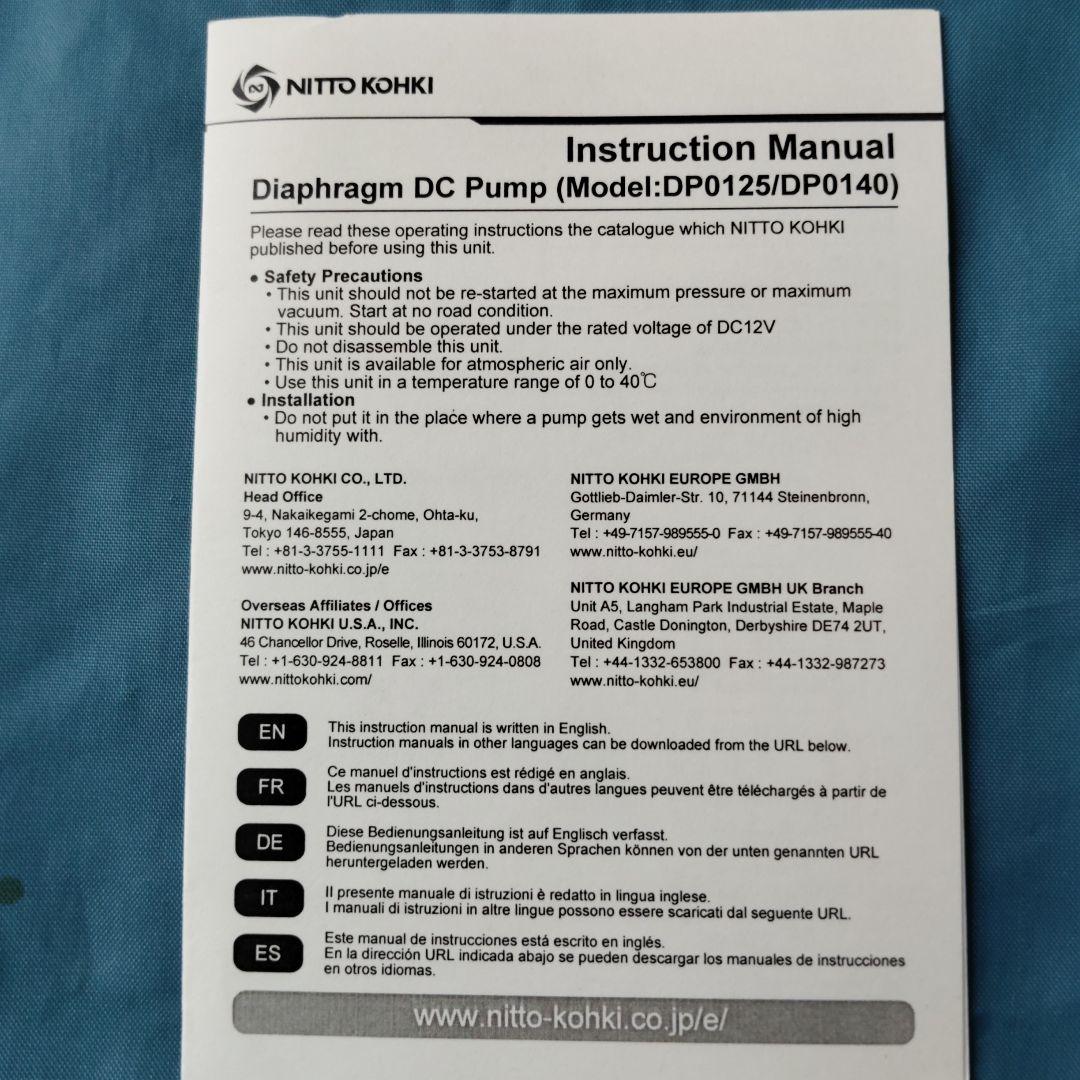 NITTO KOHKI
Instruction Manual
Diaphragm DC Pump (Model:DP0125/DP0140)
Please read these operating instructions the catalogue which NITTO KOHKI
published before using this unit.
● Safety Precautions
・This unit should not be re-started at the maximum pressure or maximum
vacuum. Start at no road condition.
・This unit should be operated under the rated voltage of DC12V
・Do not disassemble this unit.
・This unit is available for atmospheric air only.
・Use this unit in a temperature range of 0 to 40℃
● Installation
・Do not put it in the place where a pump gets wet and environment of high
humidity with.
NITTO KOHKI CO., LTD.
Head Office
9-4, Nakaikegami 2-chome, Ohta-ku,
Tokyo 146-8555, Japan
Tel : +81-3-3755-1111 Fax : +81-3-3753-8791
www.nitto-kohki.co.jp/e
Overseas Affiliates / Offices
NITTO KOHKI U.S.A., INC.
46 Chancellor Drive, Roselle, Illinois 60172, U.S.A.
Tel : +1-630-924-8811 Fax : +1-630-924-0808
www.nittokohki.com/
NITTO KOHKI EUROPE GMBH
Gottlieb-Daimler-Str. 10, 71144 Steinenbronn,
Germany
Tel : +49-7157-989555-0 Fax : +49-7157-989555-40
www.nitto-kohki.eu/
NITTO KOHKI EUROPE GMBH UK Branch
Unit A5, Langham Park Industrial Estate, Maple
Road, Castle Donington, Derbyshire DE74 2UT,
United Kingdom
Tel : +44-1332-653800 Fax : +44-1332-987273
www.nitto-kohki.eu/
EN
This instruction manual is written in English.
Instruction manuals in other languages can be downloaded from the URL below.
FR
Ce manuel d'instructions est rédigé en anglais.
Les manuels d'instructions dans d'autres langues peuvent être téléchargés à partir de
l'URL ci-dessous.
DE
Diese Bedienungsanleitung ist auf Englisch verfasst.
Bedienungsanleitungen in anderen Sprachen können von der unten genannten URL
heruntergeladen werden.
IT
Il presente manuale di istruzioni è redatto in lingua inglese.
I manuali di istruzioni in altre lingue possono essere scaricati dal seguente URL.
ES
Este manual de instrucciones está escrito en inglés.
En la dirección URL indicada abajo se pueden descargar los manuales de instrucciones
en otros idiomas.
www.nitto-kohki.co.jp/e/